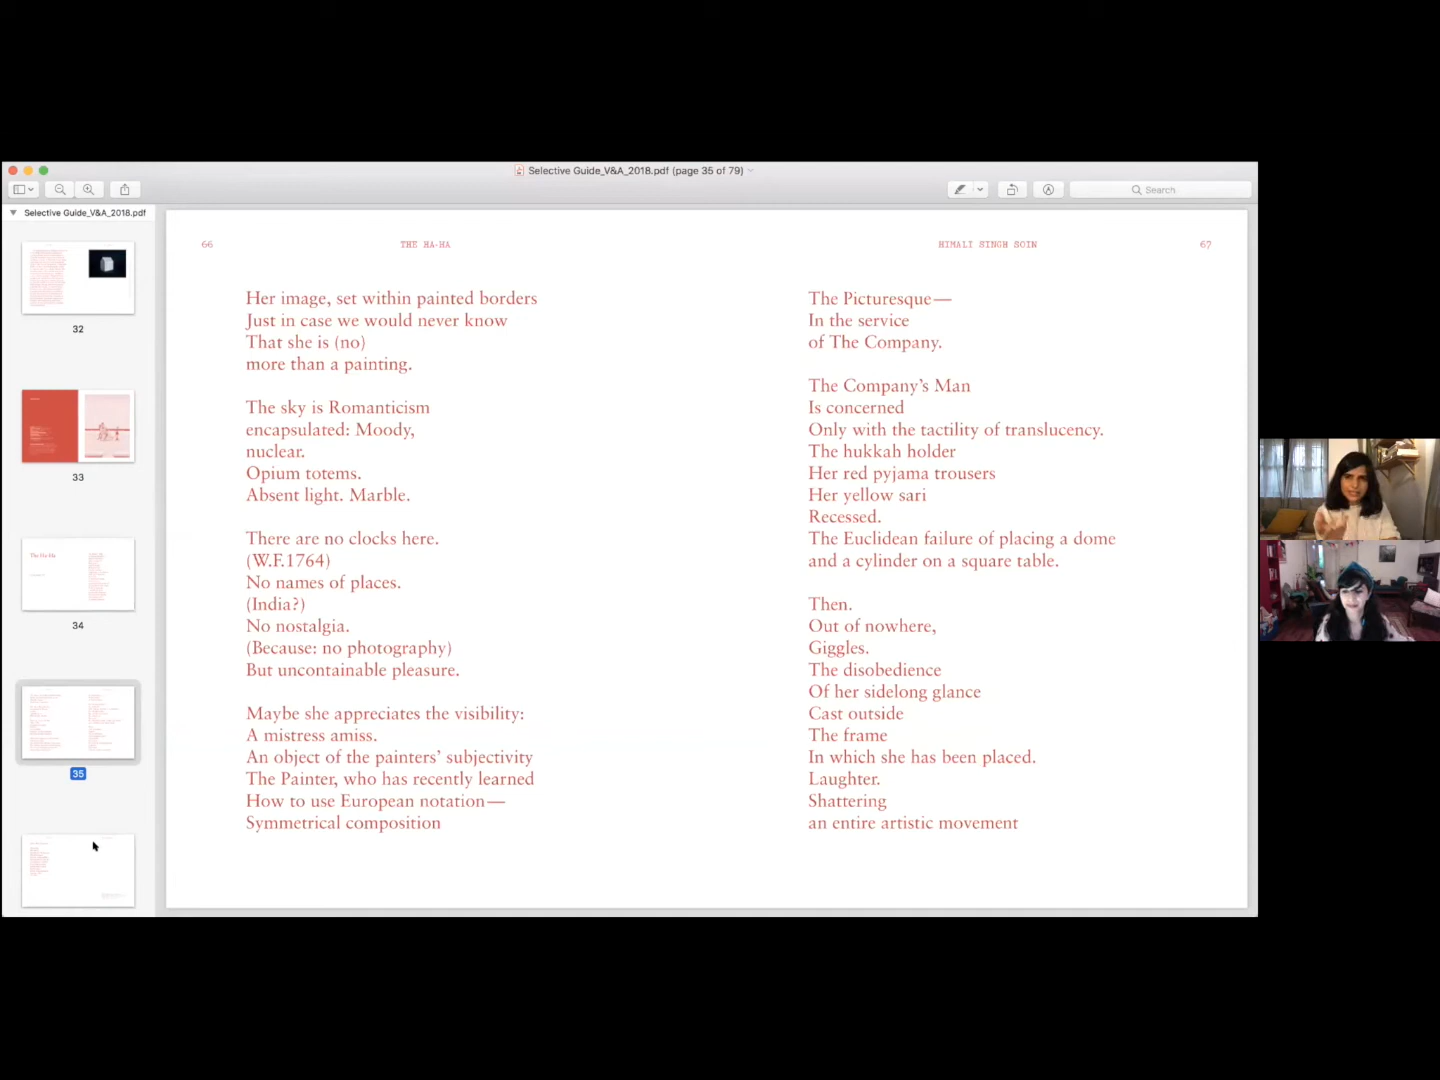 Selective Guide_V&A_2018.pdf (page 35 of 79)
Search
Selective Guide_V&A_2018.pdf
32
33
The Ha-Ha
34
35
66
THE HA-HA
Her image, set within painted borders
Just in case we would never know
That she is (no)
more than a painting.
The sky is Romanticism
encapsulated: Moody,
nuclear.
Opium totems.
Absent light. Marble.
There are no clocks here.
(W.F.1764)
No names of places.
(India?)
No nostalgia.
(Because: no photography)
But uncontainable pleasure.
Maybe she appreciates the visibility:
A mistress amiss.
An object of the painters’ subjectivity
The Painter, who has recently learned
How to use European notation—
Symmetrical composition
HIMALI SINGH SOIN
67
The Picturesque—
In the service
of The Company.
The Company’s Man
Is concerned
Only with the tactility of translucency.
The hukkah holder
Her red pyjama trousers
Her yellow sari
Recessed.
The Euclidean failure of placing a dome
and a cylinder on a square table.
Then.
Out of nowhere,
Giggles.
The disobedience
Of her sidelong glance
Cast outside
The frame
In which she has been placed.
Laughter.
Shattering
an entire artistic movement